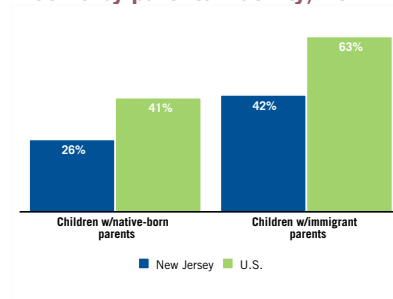 63%
41%
42%
26%
Children w/native-born
parents
Children w/immigrant
parents
New Jersey U.S.